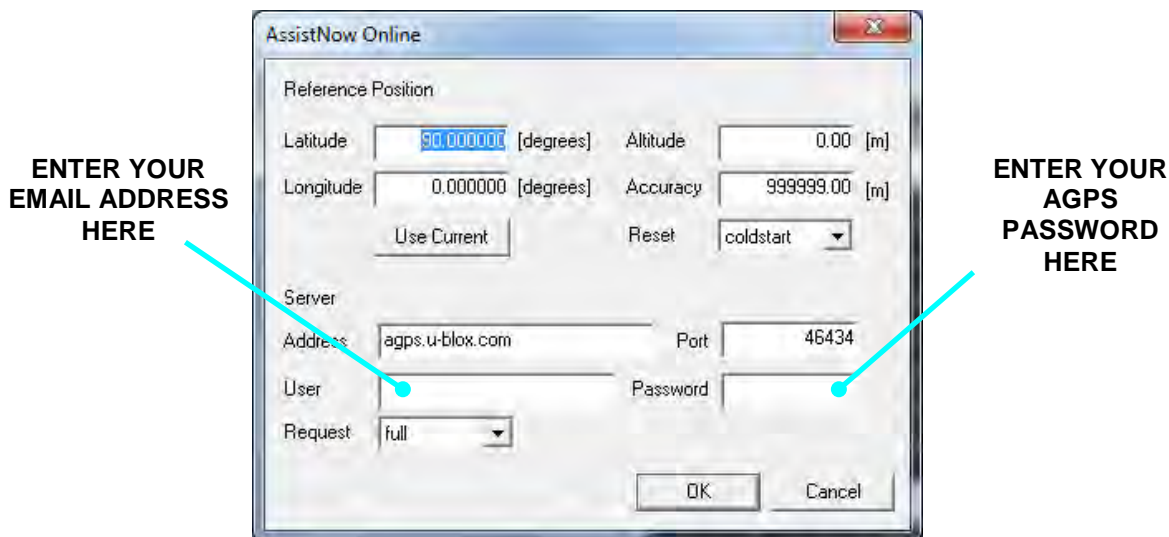 AssistNow Online
Reference Position
Latitude 90.000000 [degrees] Altitude 0.00 [m]
Longitude 0.000000 [degrees] Accuracy 999999.00 [m]
Use Current Reset coldstart
Server
Address agps.u-blox.com Port 46434
User Password
Request full
OK Cancel
ENTER YOUR
EMAIL ADDRESS
HERE
ENTER YOUR
AGPS
PASSWORD
HERE